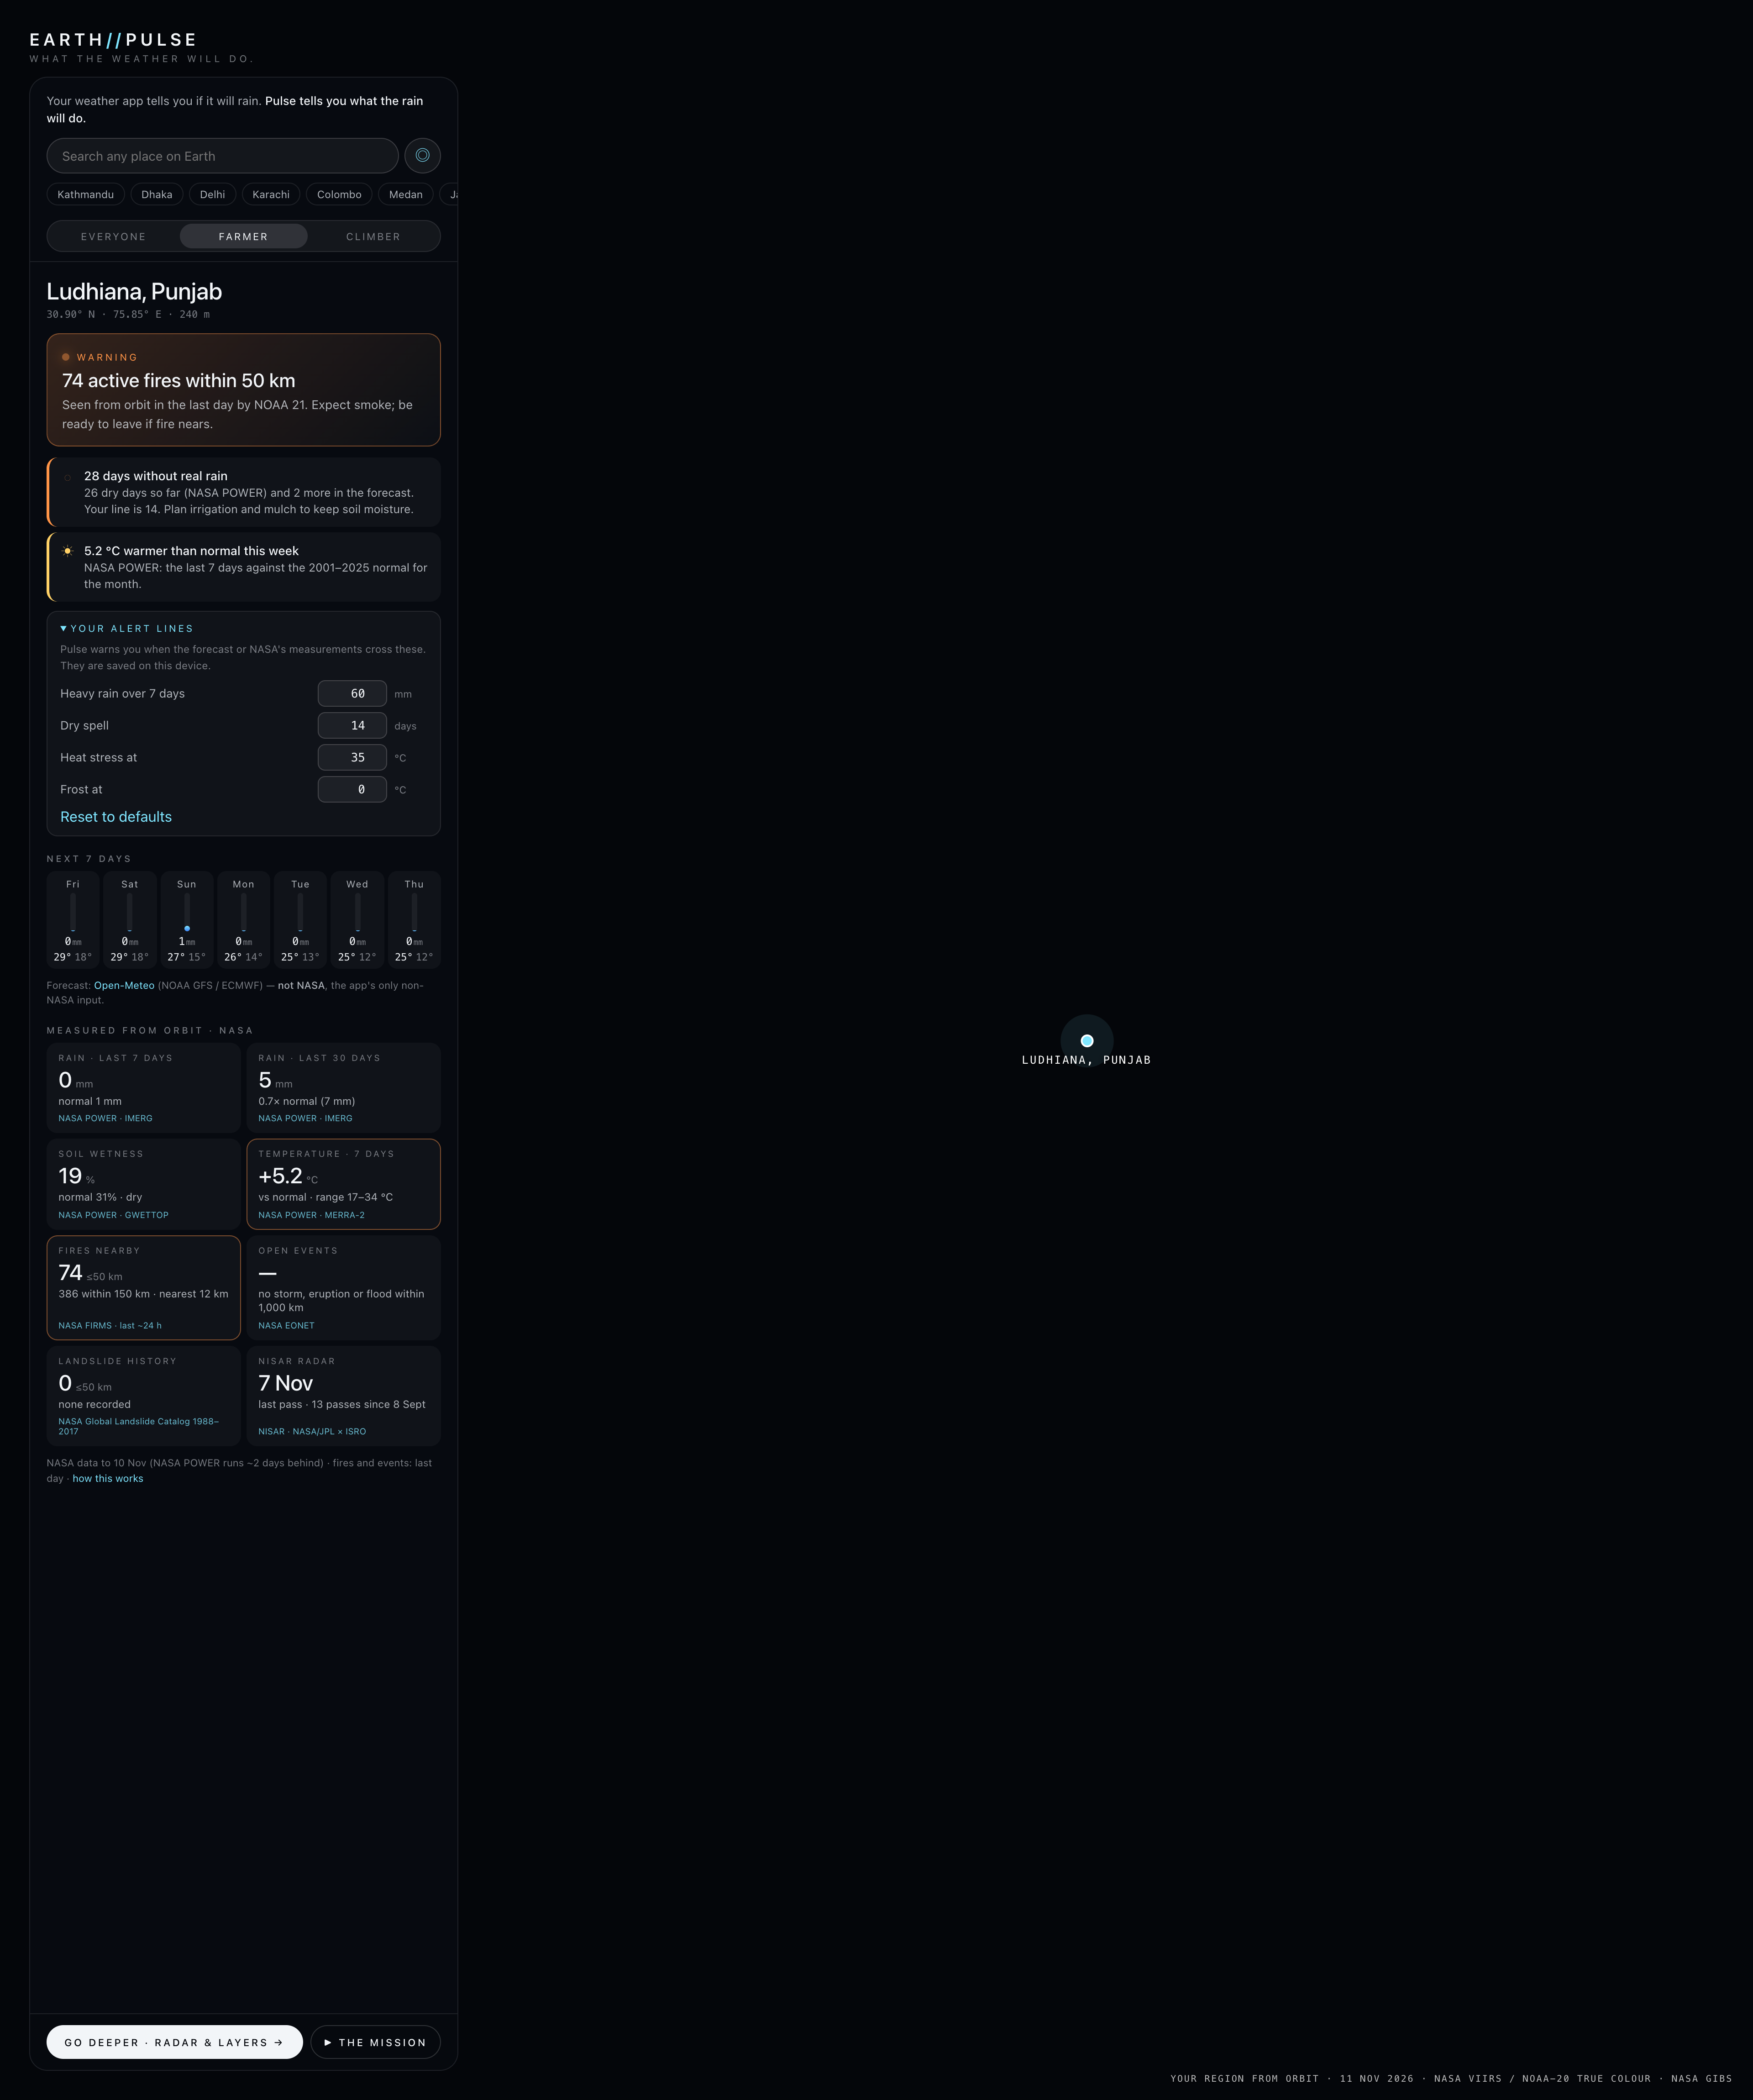 EARTH//PULSE
WHAT THE WEATHER WILL DO.
Your weather app tells you if it will rain. Pulse tells you what the rain
will do.
Search any place on Earth
Kathmandu Dhaka Delhi Karachi Colombo Medan
EVERYONE FARMER CLIMBER
Ludhiana, Punjab
30.90° N · 75.85° E · 240 m
WARNING
74 active fires within 50 km
Seen from orbit in the last day by NOAA 21. Expect smoke; be
ready to leave if fire nears.
28 days without real rain
26 dry days so far (NASA POWER) and 2 more in the forecast.
Your line is 14. Plan irrigation and mulch to keep soil moisture.
5.2 °C warmer than normal this week
NASA POWER: the last 7 days against the 2001–2025 normal for
the month.
▼ YOUR ALERT LINES
Pulse warns you when the forecast or NASA's measurements cross these.
They are saved on this device.
Heavy rain over 7 days 60 mm
Dry spell 14 days
Heat stress at 35 °C
Frost at 0 °C
Reset to defaults
NEXT 7 DAYS
Fri Sat Sun Mon Tue Wed Thu
0mm 0mm 1mm 0mm 0mm 0mm 0mm
29° 18° 29° 18° 27° 15° 26° 14° 25° 13° 25° 12° 25° 12°
Forecast: Open-Meteo (NOAA GFS / ECMWF) — not NASA, the app's only non-
NASA input.
MEASURED FROM ORBIT · NASA
RAIN · LAST 7 DAYS
0 mm
normal 1 mm
NASA POWER · IMERG
RAIN · LAST 30 DAYS
5 mm
0.7× normal (7 mm)
NASA POWER · IMERG
SOIL WETNESS
19 %
normal 31% · dry
NASA POWER · GWETTOP
TEMPERATURE · 7 DAYS
+5.2 °C
vs normal · range 17–34 °C
NASA POWER · MERRA-2
FIRES NEARBY
74 ≤50 km
386 within 150 km · nearest 12 km
NASA FIRMS · last ~24 h
OPEN EVENTS
—
no storm, eruption or flood within
1,000 km
NASA EONET
LANDSLIDE HISTORY
0 ≤50 km
none recorded
NASA Global Landslide Catalog 1988–
2017
NISAR RADAR
7 Nov
last pass · 13 passes since 8 Sept
NISAR · NASA/JPL × ISRO
NASA data to 10 Nov (NASA POWER runs ~2 days behind) · fires and events: last
day · how this works
GO DEEPER · RADAR & LAYERS →
▶ THE MISSION
LUDHIANA, PUNJAB
YOUR REGION FROM ORBIT · 11 NOV 2026 · NASA VIIRS / NOAA-20 TRUE COLOUR · NASA GIBS